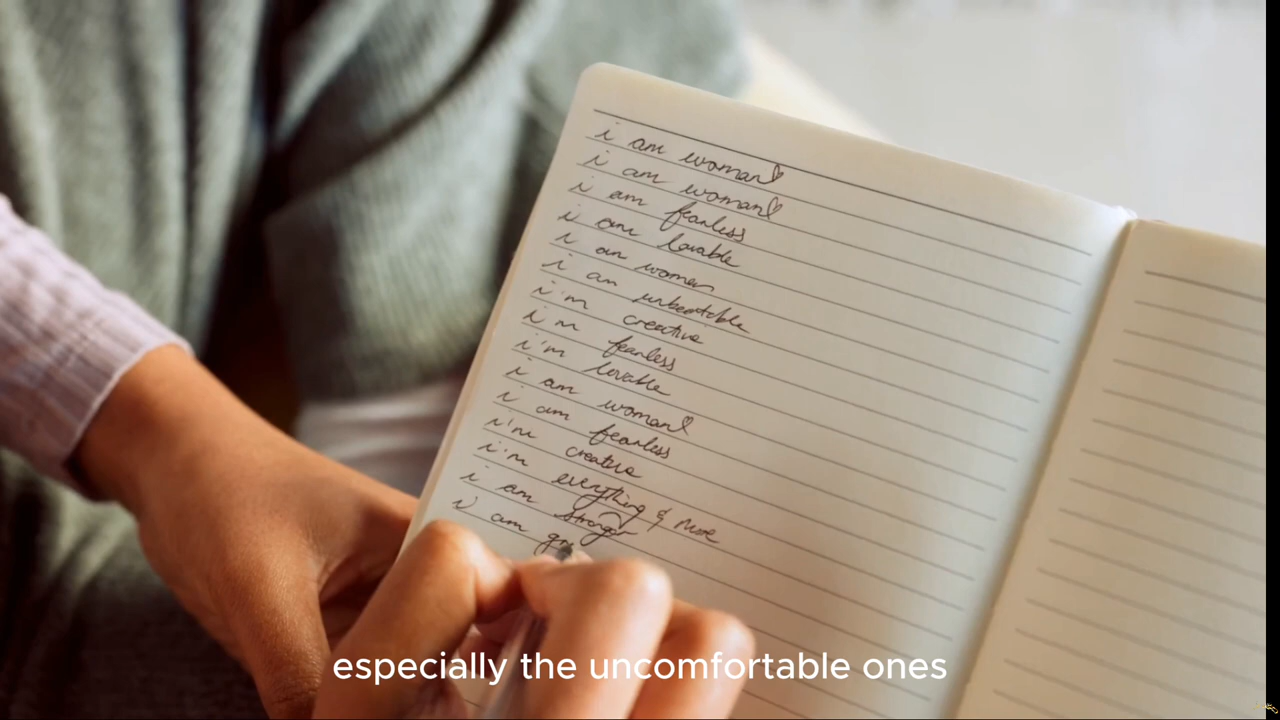 i am woman
i am woman
i am fearless
i am lovable
i am women
i am unbeatable
i'm creative
i'm fearless
i'm lovable
i am woman
i am fearless
i'm creative
i'm everything & more
i am stronger
i am
especially the uncomfortable ones